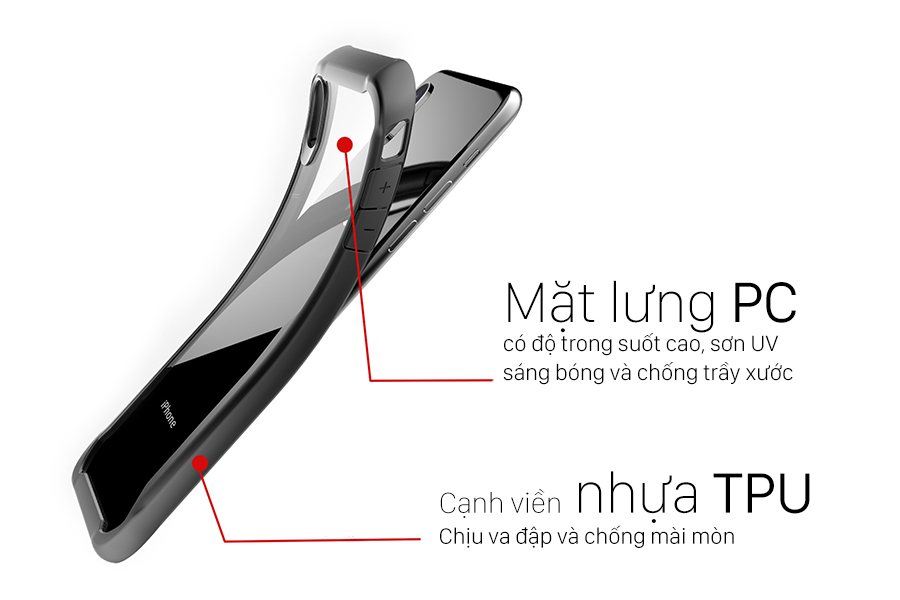 +
−
Mặt lưng PC
có độ trong suốt cao, sơn UV
sáng bóng và chống trầy xước
iPhone
Cạnh viền nhựa TPU
Chịu va đập và chống mài mòn